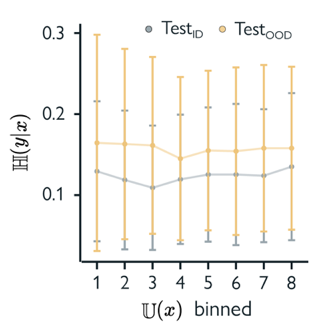 Test_ID Test_OOD
0.3
0.2
0.1
ℍ(y|x)
1 2 3 4 5 6 7 8
𝕌(x) binned